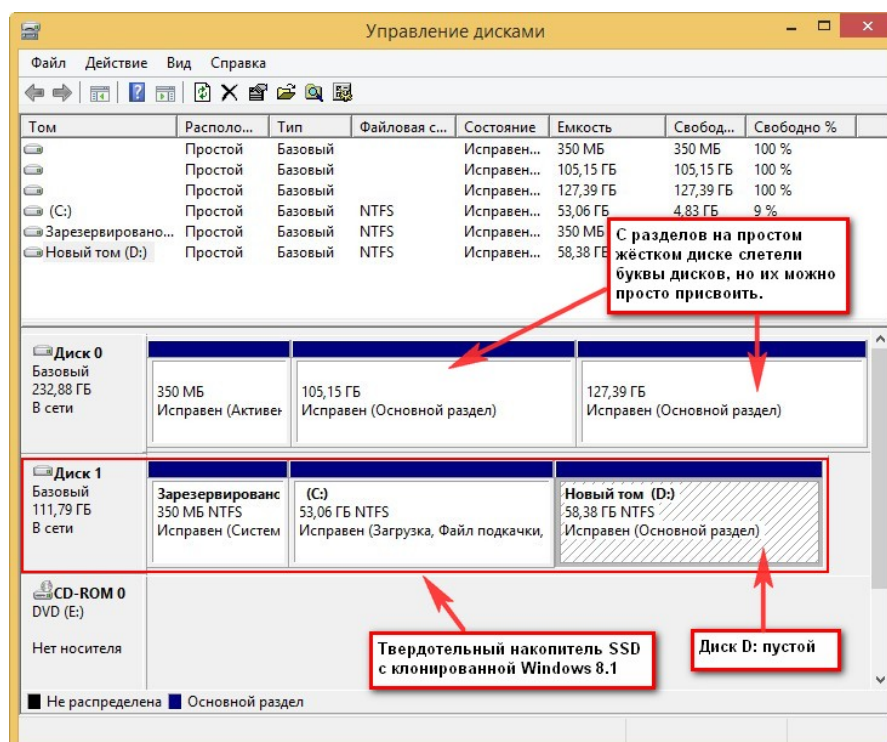 Управление дисками
Файл Действие Вид Справка
Том Располо... Тип Файловая с... Состояние Емкость Свобод... Свободно %
Простой Базовый Исправен... 350 МБ 350 МБ 100 %
Простой Базовый Исправен... 105,15 ГБ 105,15 ГБ 100 %
Простой Базовый Исправен... 127,39 ГБ 127,39 ГБ 100 %
(C:) Простой Базовый NTFS Исправен... 53,06 ГБ 4,83 ГБ 9 %
Зарезервировано... Простой Базовый NTFS Исправен... 350 МБ
Новый том (D:) Простой Базовый NTFS Исправен... 58,38 ГБ
С разделов на простом
жёстком диске слетели
буквы дисков, но их можно
просто присвоить.
Диск 0
Базовый
232,88 ГБ
В сети
350 МБ
Исправен (Активен
105,15 ГБ
Исправен (Основной раздел)
127,39 ГБ
Исправен (Основной раздел)
Диск 1
Базовый
111,79 ГБ
В сети
Зарезервированс
350 МБ NTFS
Исправен (Систем
(C:)
53,06 ГБ NTFS
Исправен (Загрузка, Файл подкачки,
Новый том (D:)
58,38 ГБ NTFS
Исправен (Основной раздел)
CD-ROM 0
DVD (E:)
Нет носителя
Твердотельный накопитель SSD
с клонированной Windows 8.1
Диск D: пустой
Не распределена Основной раздел